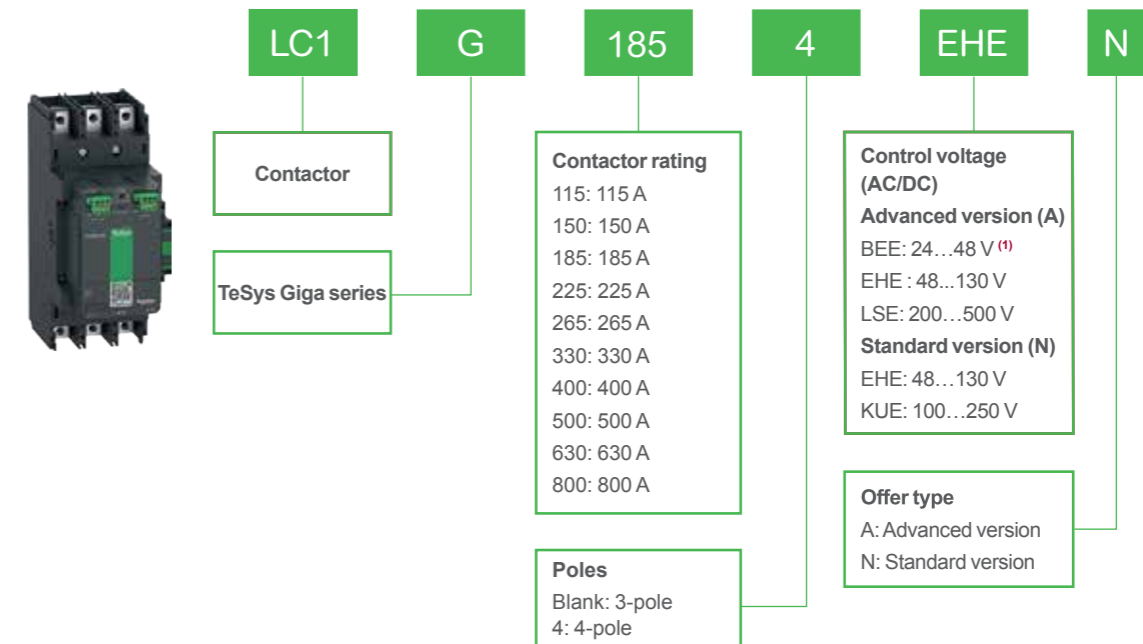 LC1
G
185
4
EHE
N
Contactor
TeSys Giga series
Contactor rating
115: 115 A
150: 150 A
185: 185 A
225: 225 A
265: 265 A
330: 330 A
400: 400 A
500: 500 A
630: 630 A
800: 800 A
Poles
Blank: 3-pole
4: 4-pole
Control voltage
(AC/DC)
Advanced version (A)
BEE: 24…48 V (1)
EHE : 48...130 V
LSE: 200…500 V
Standard version (N)
EHE: 48…130 V
KUE: 100…250 V
Offer type
A: Advanced version
N: Standard version